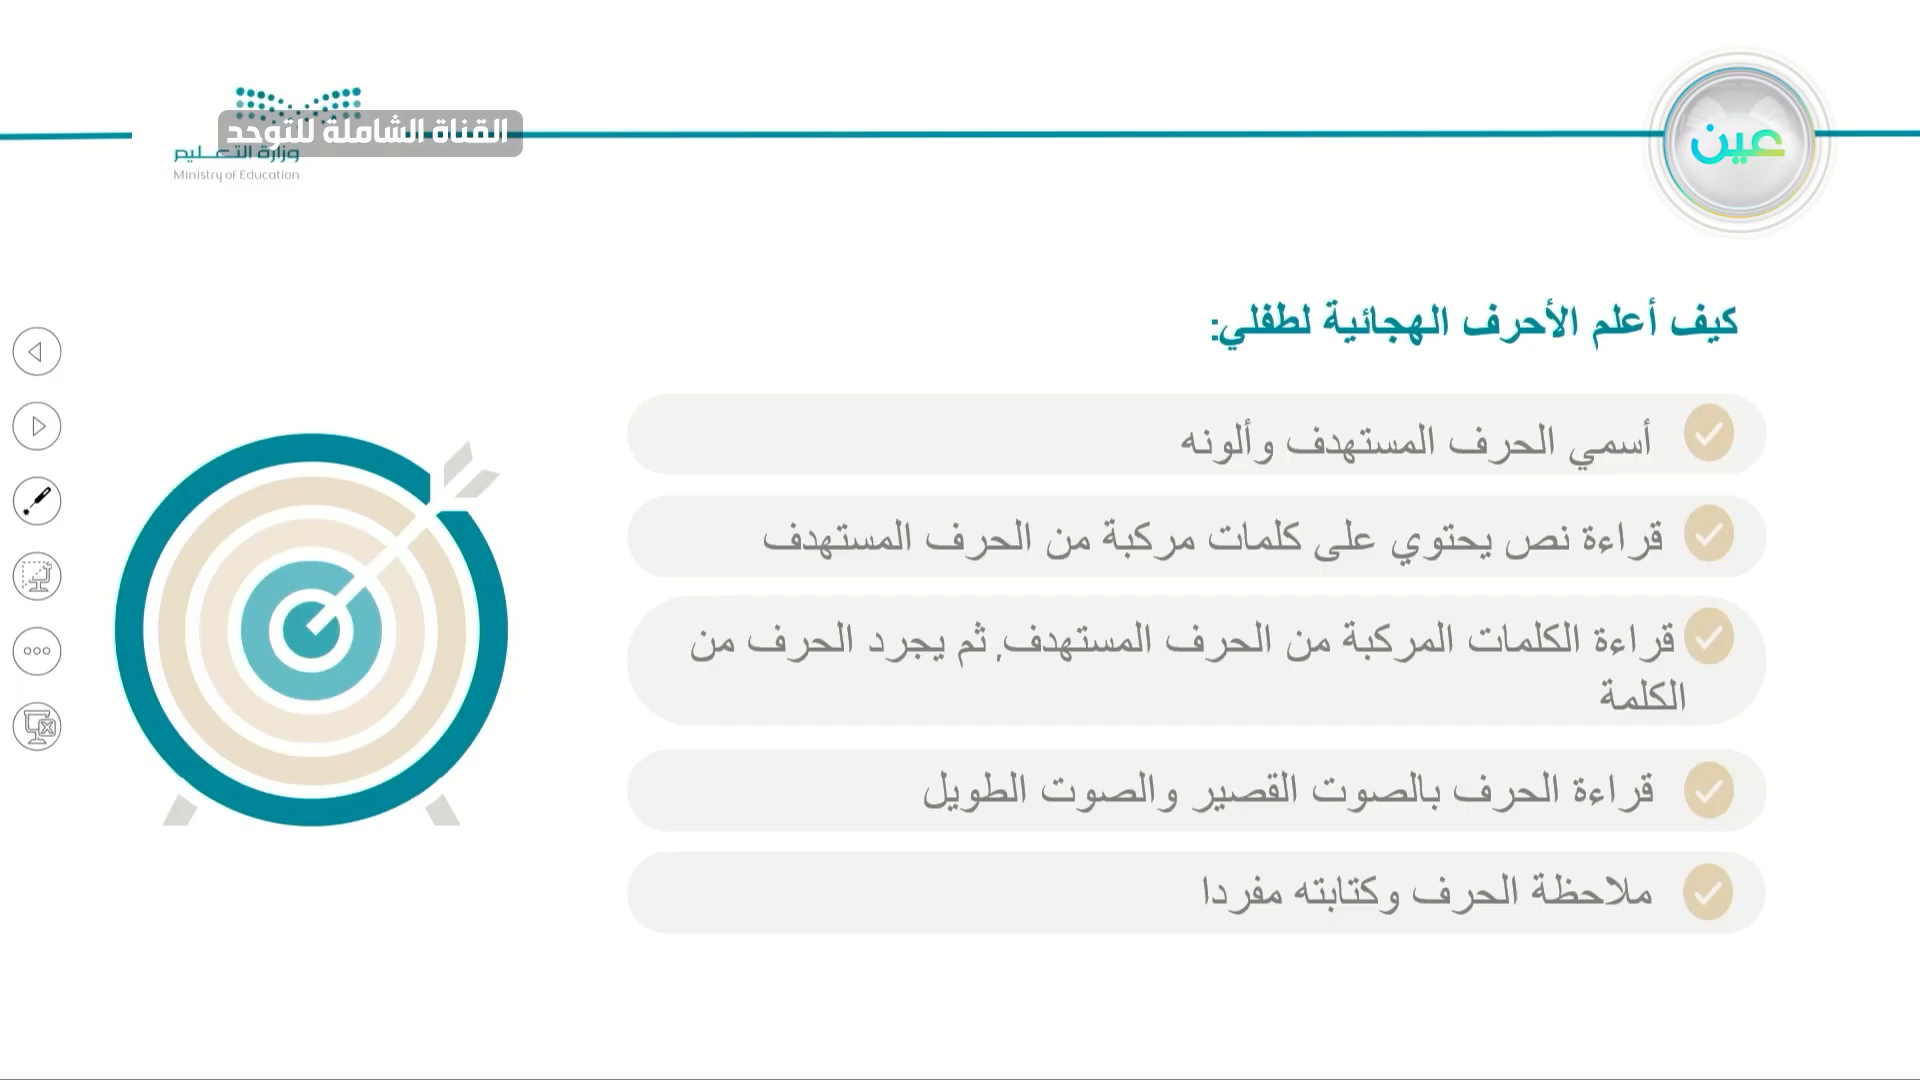 القناة الشاملة للتوحد
وزارة التعليم
Ministry of Education
عين
كيف أعلم الأحرف الهجائية لطفلي:
أسمي الحرف المستهدف وألونه
قراءة نص يحتوي على كلمات مركبة من الحرف المستهدف
قراءة الكلمات المركبة من الحرف المستهدف, ثم يجرد الحرف من
الكلمة
قراءة الحرف بالصوت القصير والصوت الطويل
ملاحظة الحرف وكتابته مفردا